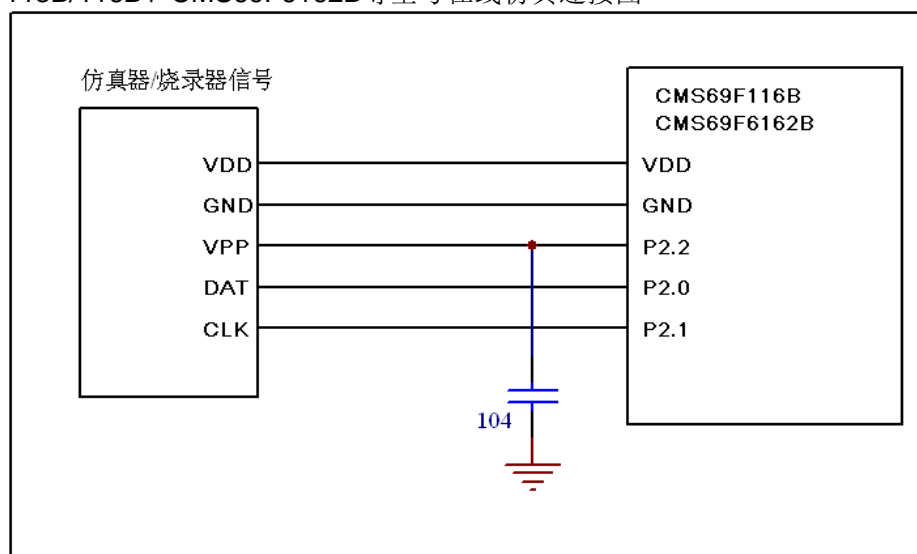 仿真器/烧录器信号
CMS69F116B
CMS69F6162B
VDD
VDD
GND
GND
VPP
P2.2
DAT
P2.0
CLK
P2.1
104